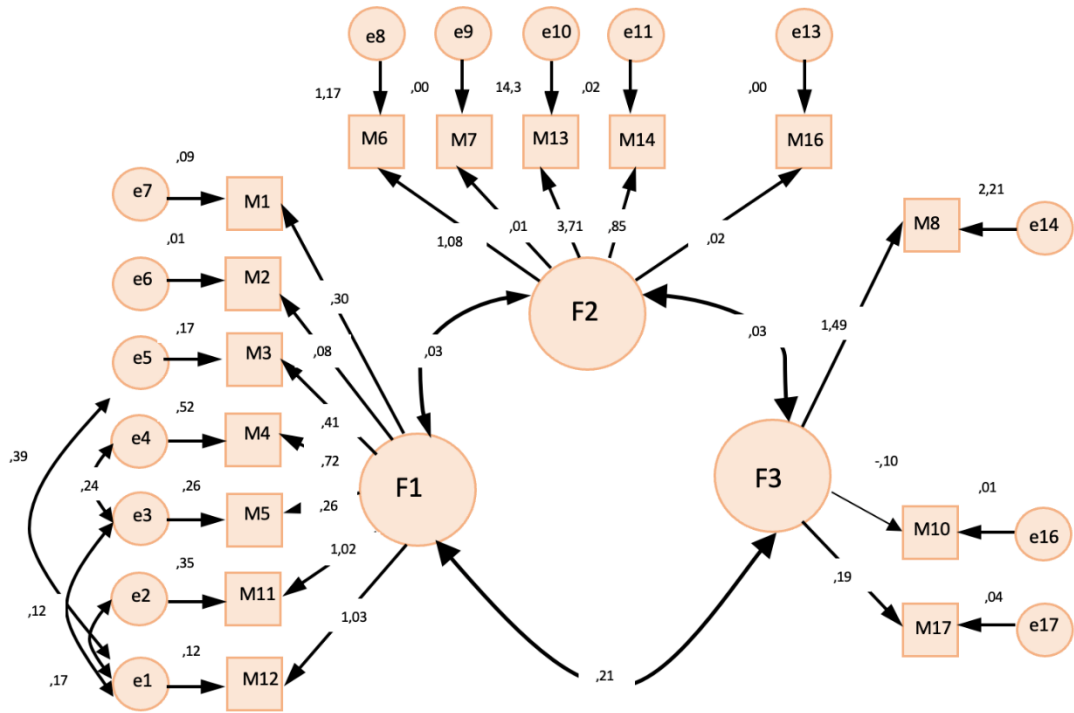 e8
e9
e10
e11
e13
1,17
,00
14,3
,02
,00
M6
M7
M13
M14
M16
,09
e7
M1
2,21
M8
e14
1,08
,01
3,71
,85
,02
,01
e6
M2
F2
,30
,17
e5
M3
,08
,03
,03
1,49
,52
e4
M4
,41
,39
,72
F1
F3
-,10
,24
,26
e3
M5
,26
,01
M10
e16
,35
e2
M11
1,02
,19
,04
,12
1,03
M17
e17
,12
,17
e1
M12
,21